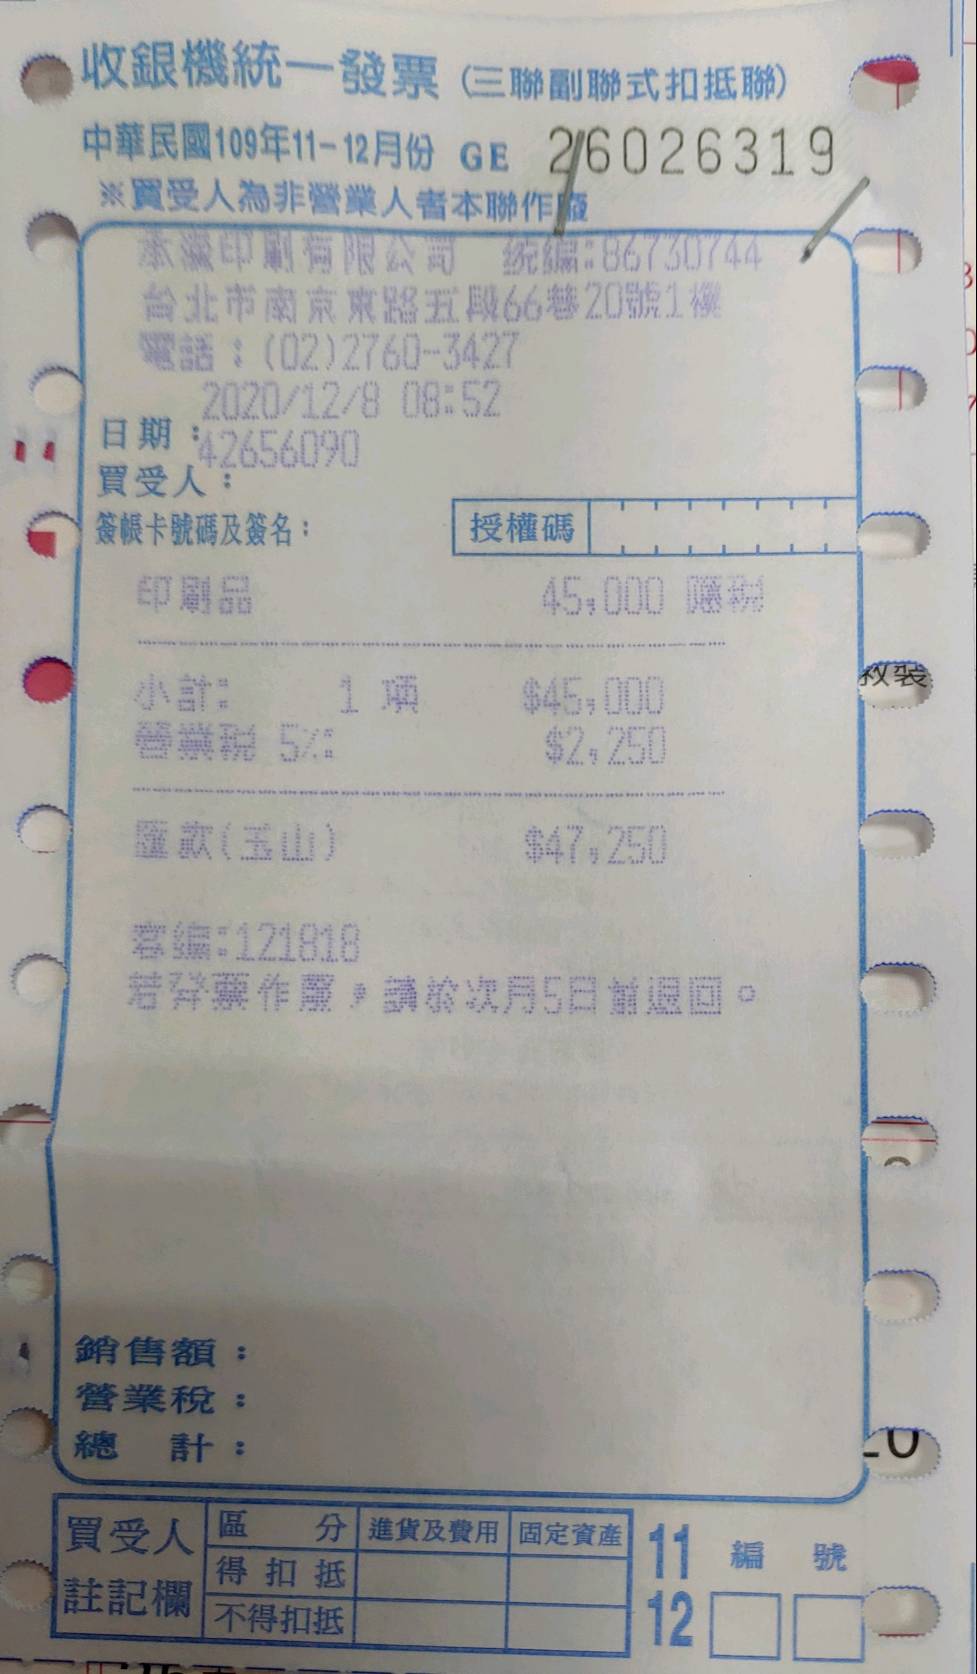 收銀機統一發票(三聯副聯式扣抵聯)
中華民國109年11-12月份 GE 26026319
※買受人為非營業人者本聯作廢
印刷有限公司 統編:86730744
台北市南京東路五段66巷20號1樓
電話:(02)2760-3427
2020/12/8 08:52
日期:
42656090
買受人:
簽帳卡號碼及簽名: 授權碼
印刷品 45,000 應稅
小計: 1 項 $45,000
營業稅 5%: $2,250
匯款(玉山) $47,250
客編:121818
若發票作廢,請於次月5日前退回。
枚裝
銷售額:
營業稅:
總 計:
買受人註記欄 區 分 進貨及費用 固定資產
得扣抵
不得扣抵
11 12 編 號